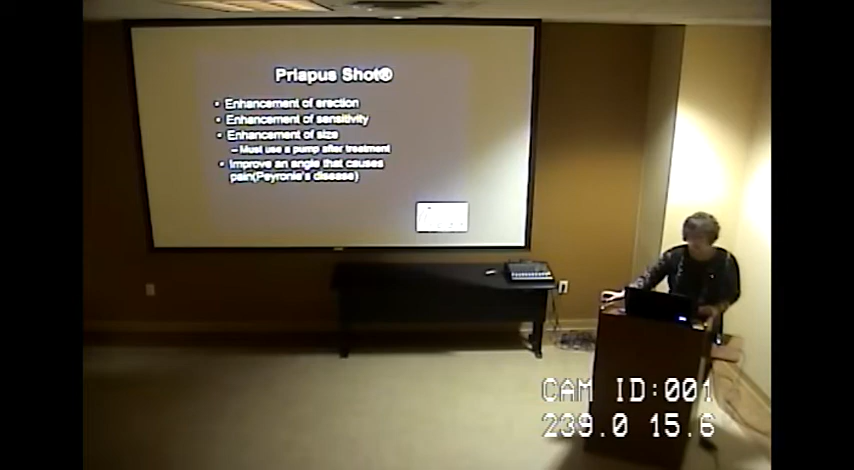 Priapus Shot®
• Enhancement of erection
• Enhancement of sensitivity
• Enhancement of size
– Must use a pump after treatment
• Improve an angle that causes
pain(Peyronie's disease)
CAM ID:001
239.0 15.6